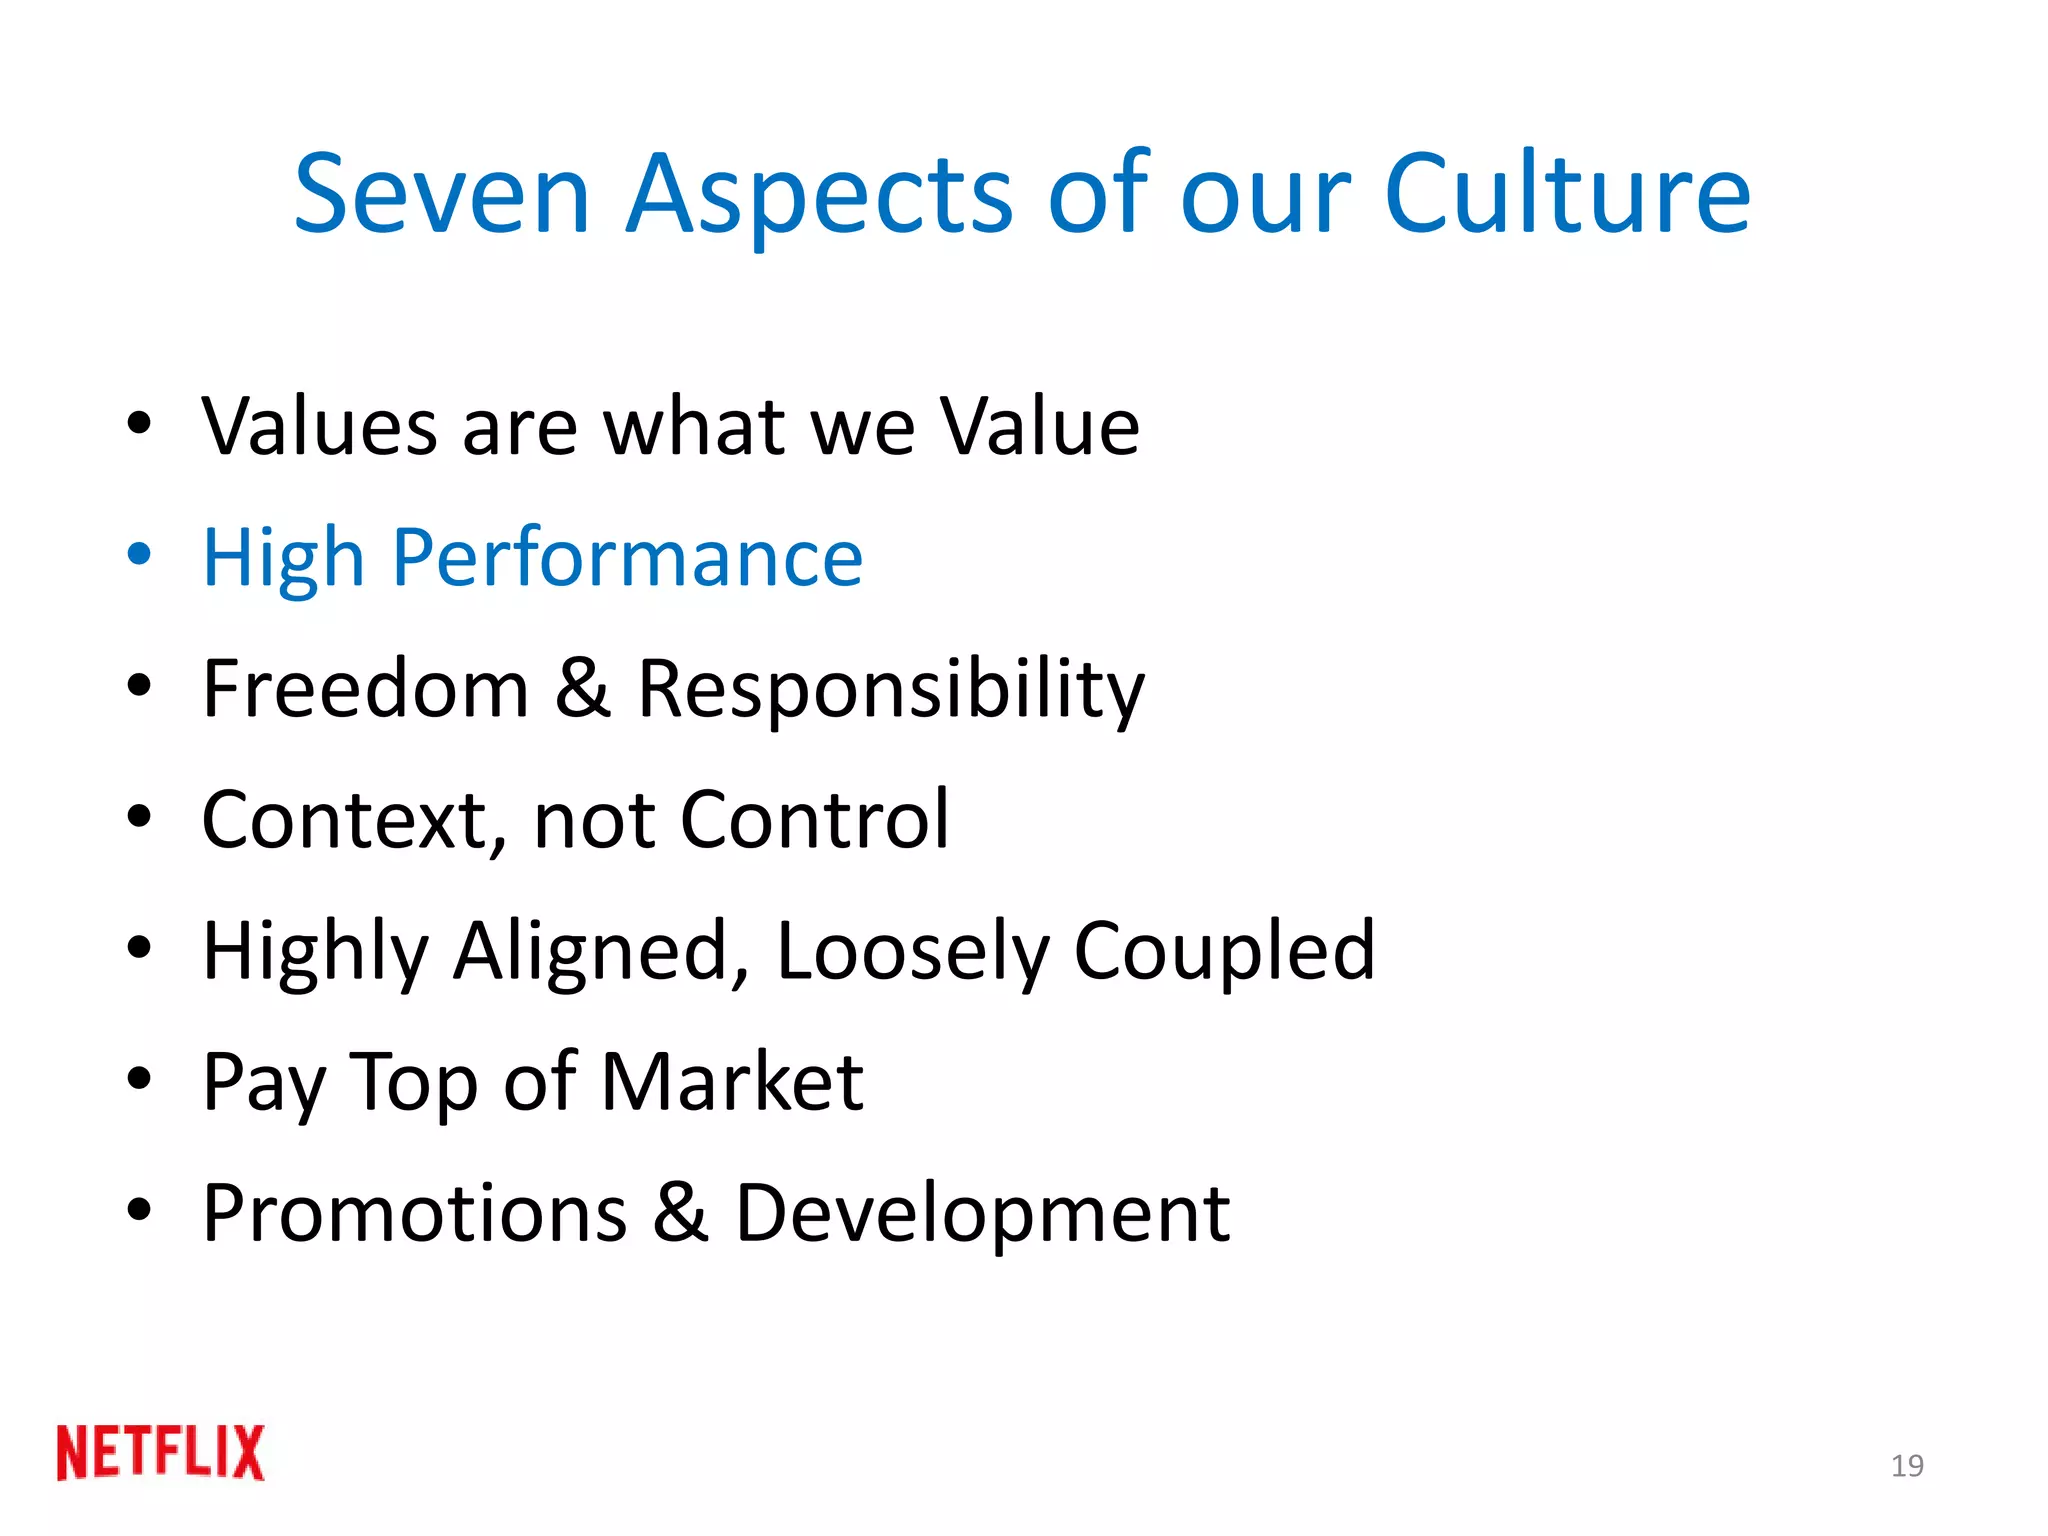 Seven Aspects of our Culture
• Values are what we Value
• High Performance
• Freedom & Responsibility
• Context, not Control
• Highly Aligned, Loosely Coupled
• Pay Top of Market
• Promotions & Development
NETFLIX
19